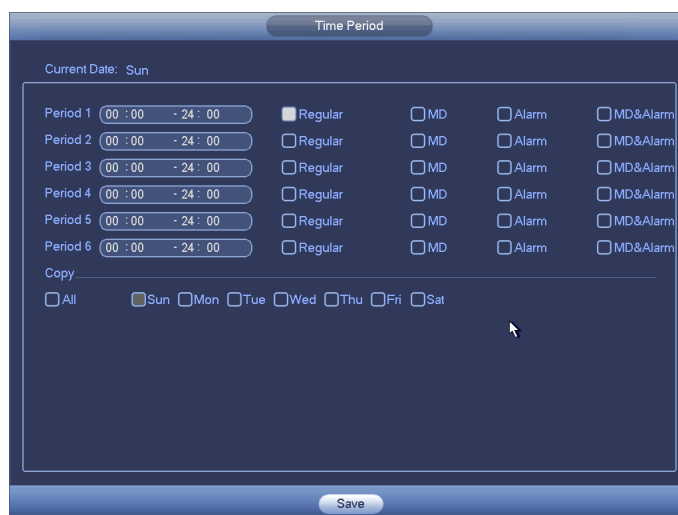 Time Period
Current Date: Sun
Period 1 00 : 00 - 24 : 00 Regular MD Alarm MD&Alarm
Period 2 00 : 00 - 24 : 00 Regular MD Alarm MD&Alarm
Period 3 00 : 00 - 24 : 00 Regular MD Alarm MD&Alarm
Period 4 00 : 00 - 24 : 00 Regular MD Alarm MD&Alarm
Period 5 00 : 00 - 24 : 00 Regular MD Alarm MD&Alarm
Period 6 00 : 00 - 24 : 00 Regular MD Alarm MD&Alarm
Copy
All Sun Mon Tue Wed Thu Fri Sat
Save